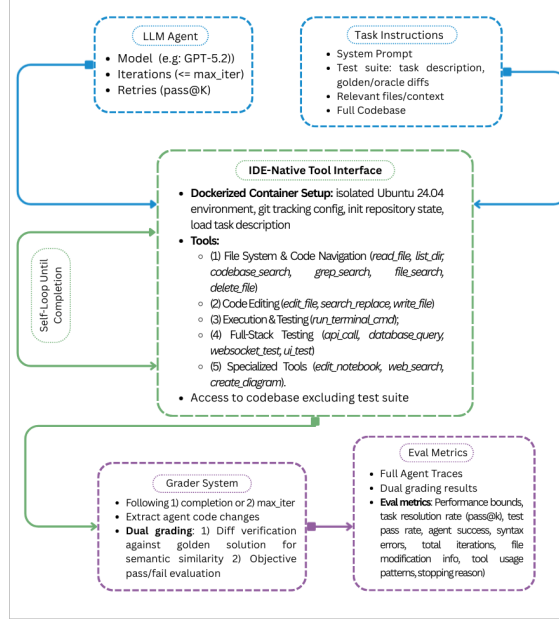 LLM Agent
• Model (e.g: GPT-5.2))
• Iterations (<= max_iter)
• Retries (pass@K)
Task Instructions
• System Prompt
• Test suite: task description,
golden/oracle diffs
• Relevant files/context
• Full Codebase
IDE-Native Tool Interface
• Dockerized Container Setup: isolated Ubuntu 24.04
environment, git tracking config, init repository state,
load task description
• Tools:
○ (1) File System & Code Navigation (read_file, list_dir,
codebase_search, grep_search, file_search,
delete_file)
○ (2) Code Editing (edit_file, search_replace, write_file)
○ (3) Execution & Testing (run_terminal_cmd);
○ (4) Full-Stack Testing (api_call, database_query,
websocket_test, ui_test)
○ (5) Specialized Tools (edit_notebook, web_search,
create_diagram).
• Access to codebase excluding test suite
Self-Loop Until
Completion
Grader System
• Following 1) completion or 2) max_iter
• Extract agent code changes
• Dual grading: 1) Diff verification
against golden solution for
semantic similarity 2) Objective
pass/fail evaluation
Eval Metrics
• Full Agent Traces
• Dual grading results
• Eval metrics: Performance bounds,
task resolution rate (pass@k), test
pass rate, agent success, syntax
errors, total iterations, file
modification info, tool usage
patterns, stopping reason)